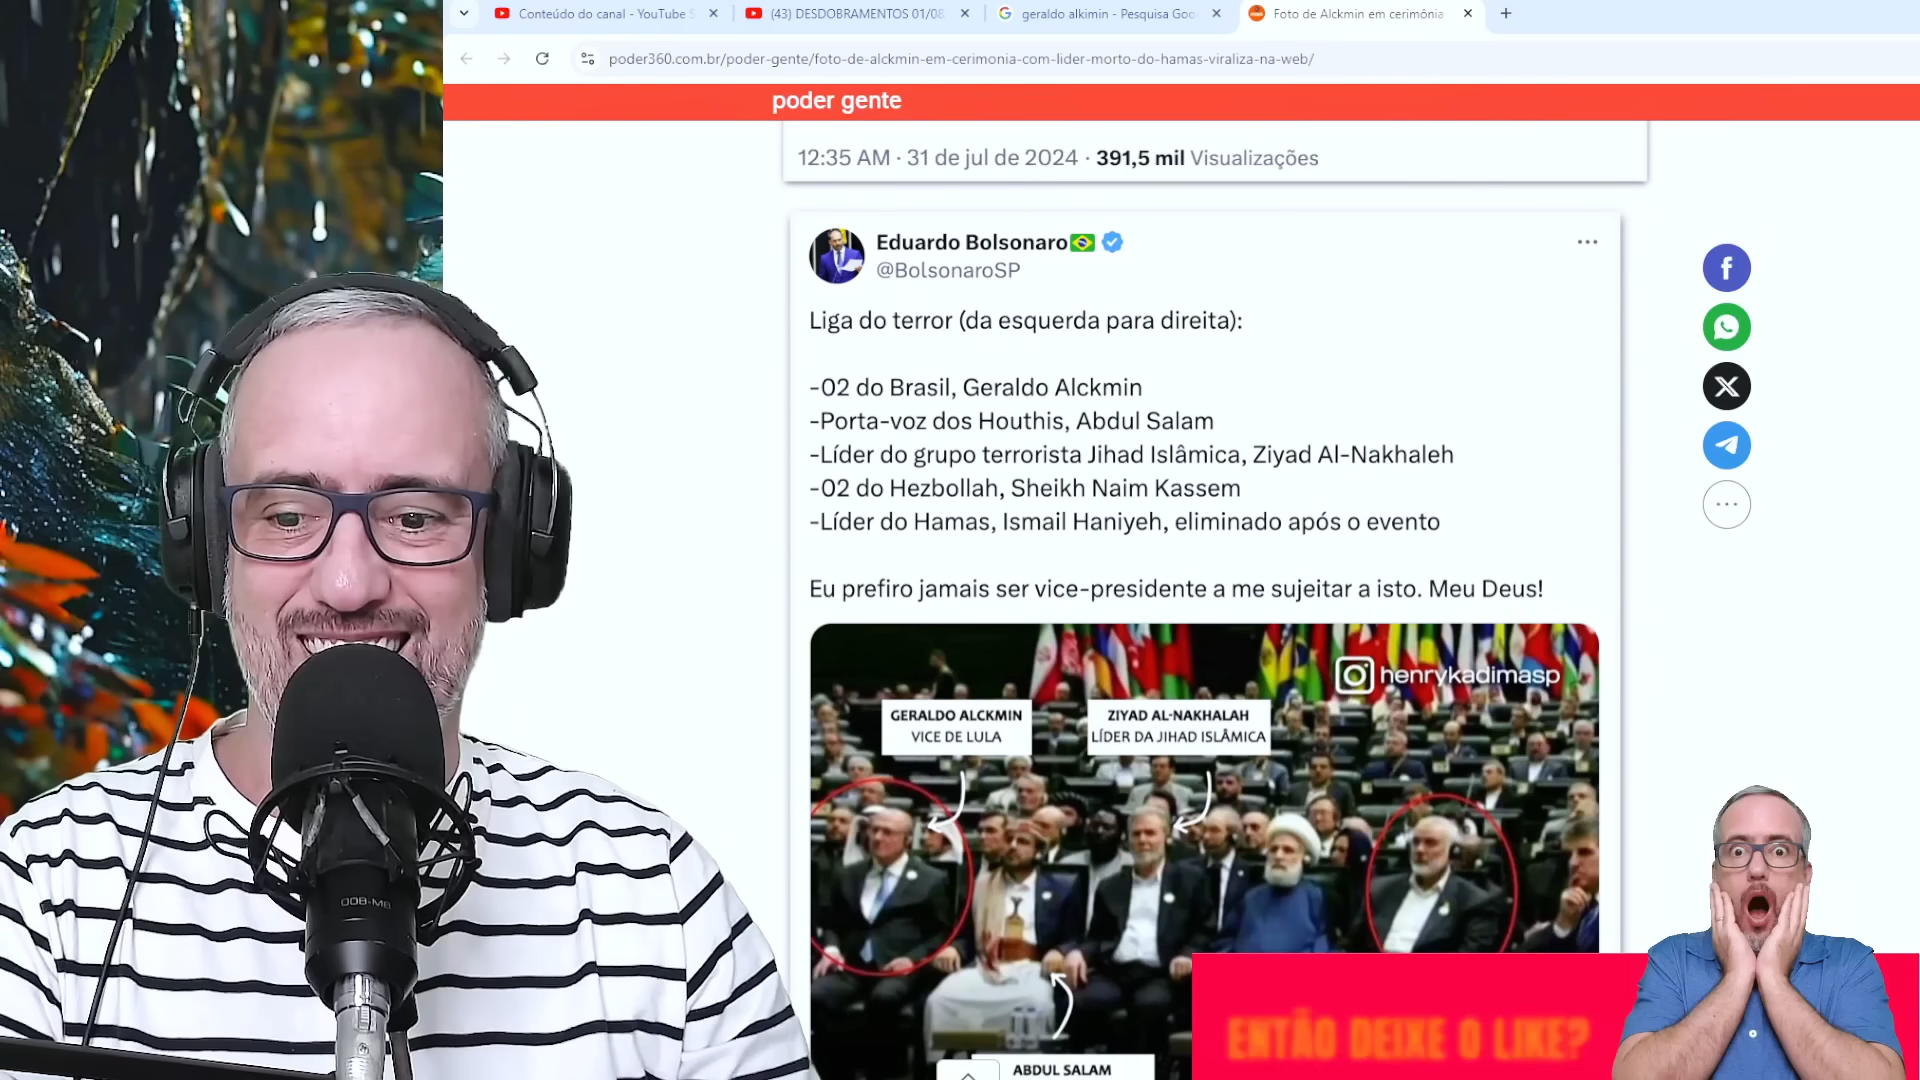 Conteúdo do canal - YouTube S
(43) DESDOBRAMENTOS 01/08
geraldo alkimin - Pesquisa Goo
Foto de Alckmin em cerimônia
poder360.com.br/poder-gente/foto-de-alckmin-em-cerimonia-com-lider-morto-do-hamas-viraliza-na-web/
poder gente
12:35 AM · 31 de jul de 2024 · 391,5 mil Visualizações
Eduardo Bolsonaro
@BolsonaroSP
Liga do terror (da esquerda para direita):
-02 do Brasil, Geraldo Alckmin
-Porta-voz dos Houthis, Abdul Salam
-Líder do grupo terrorista Jihad Islâmica, Ziyad Al-Nakhaleh
-02 do Hezbollah, Sheikh Naim Kassem
-Líder do Hamas, Ismail Haniyeh, eliminado após o evento
Eu prefiro jamais ser vice-presidente a me sujeitar a isto. Meu Deus!
henrykadimasp
GERALDO ALCKMIN
VICE DE LULA
ZIYAD AL-NAKHALAH
LÍDER DA JIHAD ISLÂMICA
ABDUL SALAM
ENTÃO DEIXE O LIKE?